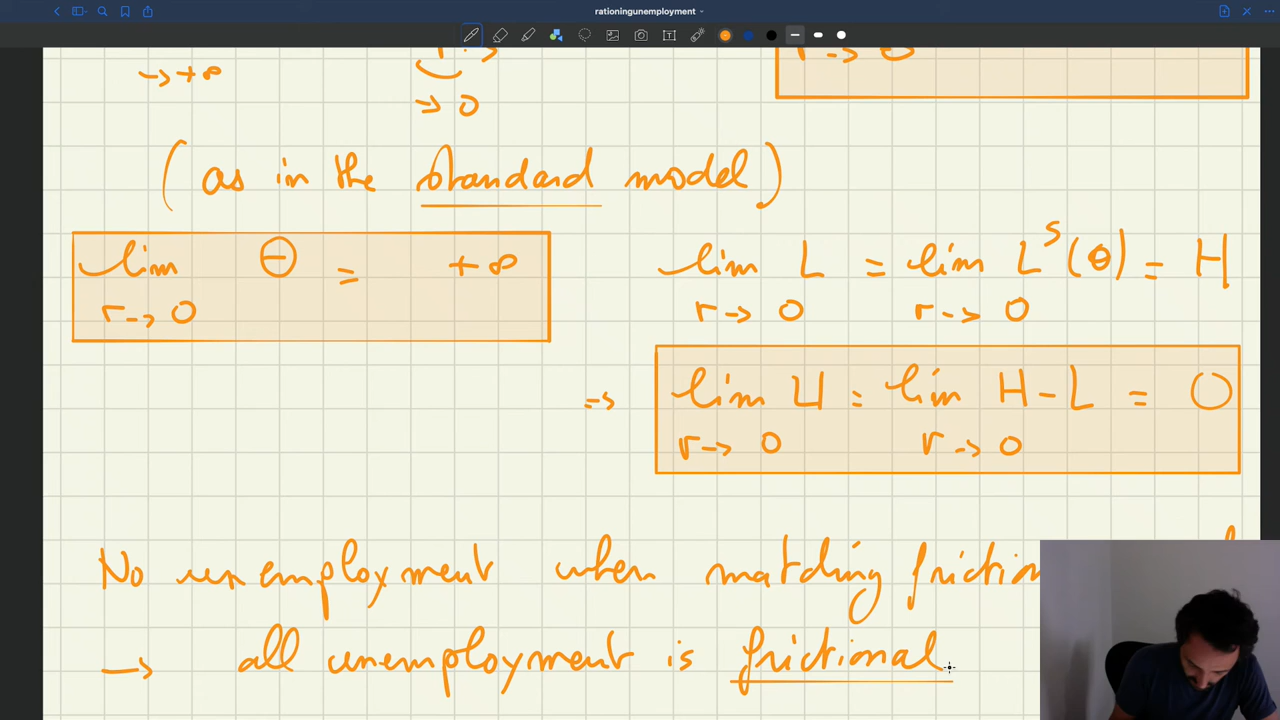 rationingunemployment
r → 0
→ +∞
→ 0
(as in the standard model)
lim θ = +∞
r → 0
lim L = lim L^s(θ) = H
r → 0 r → 0
=> lim U = lim H - L = 0
r → 0 r → 0
No unemployment when matching friction
→ all unemployment is frictional